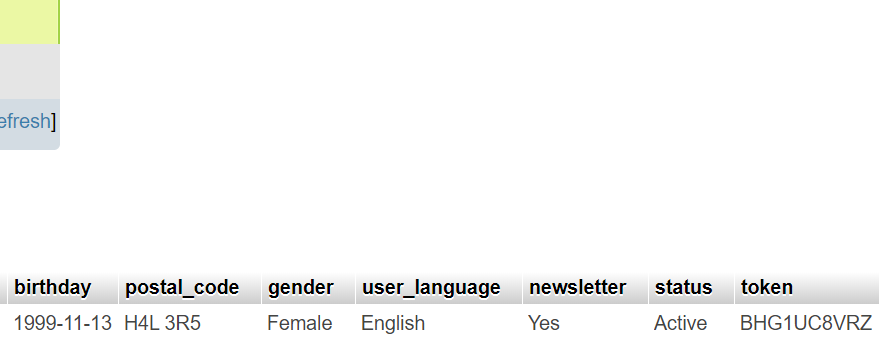 efresh]
birthday postal_code gender user_language newsletter status token
1999-11-13 H4L 3R5 Female English Yes Active BHG1UC8VRZ